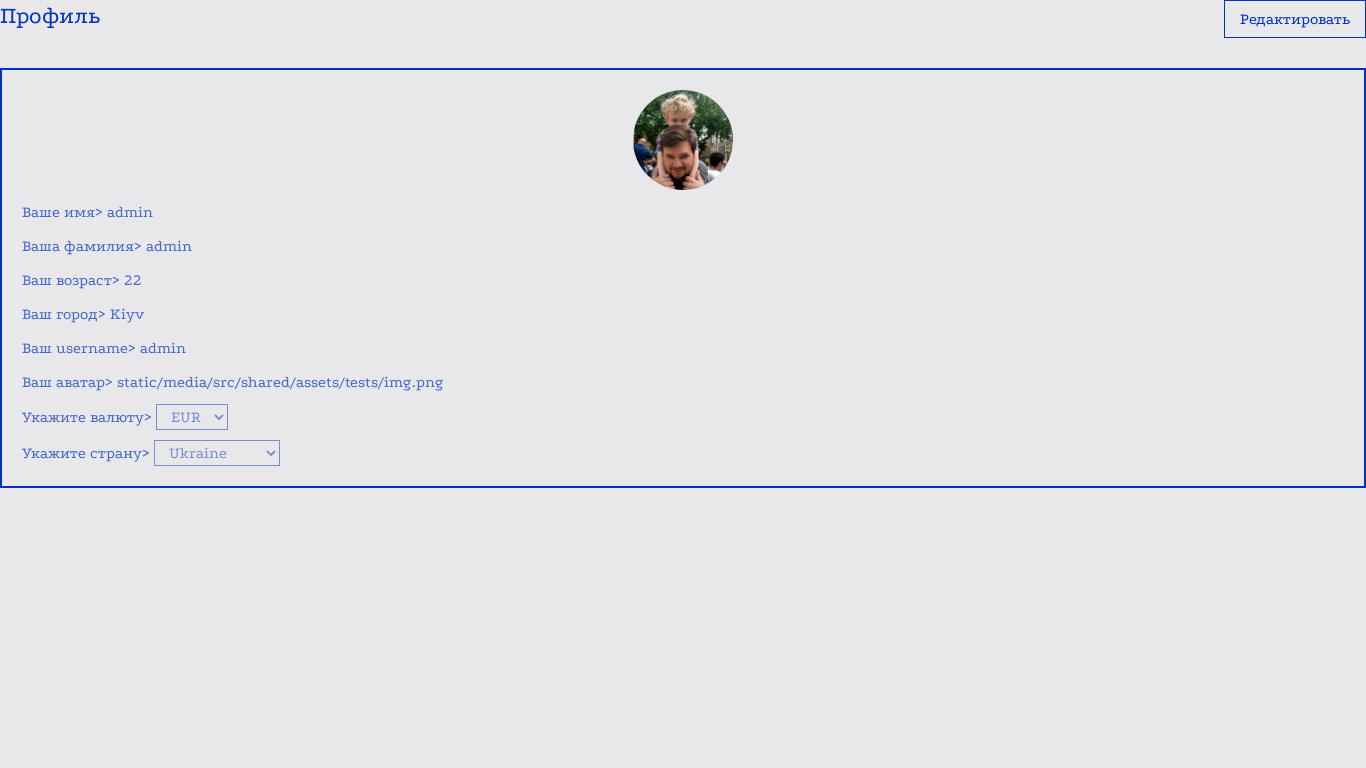 Профиль
Редактировать
Ваше имя> admin
Ваша фамилия> admin
Ваш возраст> 22
Ваш город> Kiyv
Ваш username> admin
Ваш аватар> static/media/src/shared/assets/tests/img.png
Укажите валюту> EUR
Укажите страну> Ukraine